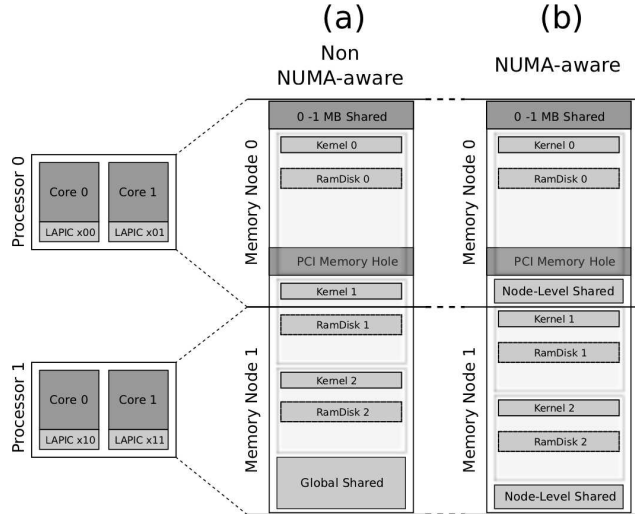 (a)
Non
NUMA-aware
(b)
NUMA-aware
Processor 0
Core 0
Core 1
LAPIC x00
LAPIC x01
Processor 1
Core 0
Core 1
LAPIC x10
LAPIC x11
Memory Node 0
0 -1 MB Shared
Kernel 0
RamDisk 0
PCI Memory Hole
Kernel 1
Memory Node 1
RamDisk 1
Kernel 2
RamDisk 2
Global Shared
Memory Node 0
0 -1 MB Shared
Kernel 0
RamDisk 0
PCI Memory Hole
Node-Level Shared
Memory Node 1
Kernel 1
RamDisk 1
Kernel 2
RamDisk 2
Node-Level Shared